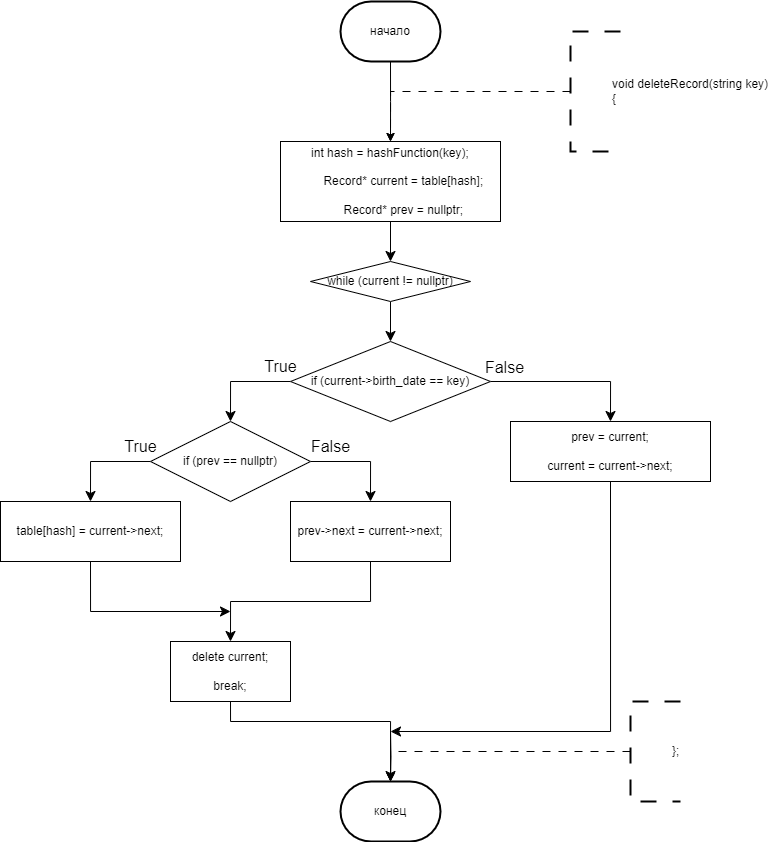 начало
void deleteRecord(string key)
{
int hash = hashFunction(key);
Record* current = table[hash];
Record* prev = nullptr;
while (current != nullptr)
True
False
if (current->birth_date == key)
prev = current;
current = current->next;
True
False
if (prev == nullptr)
table[hash] = current->next;
prev->next = current->next;
delete current;
break;
};
конец